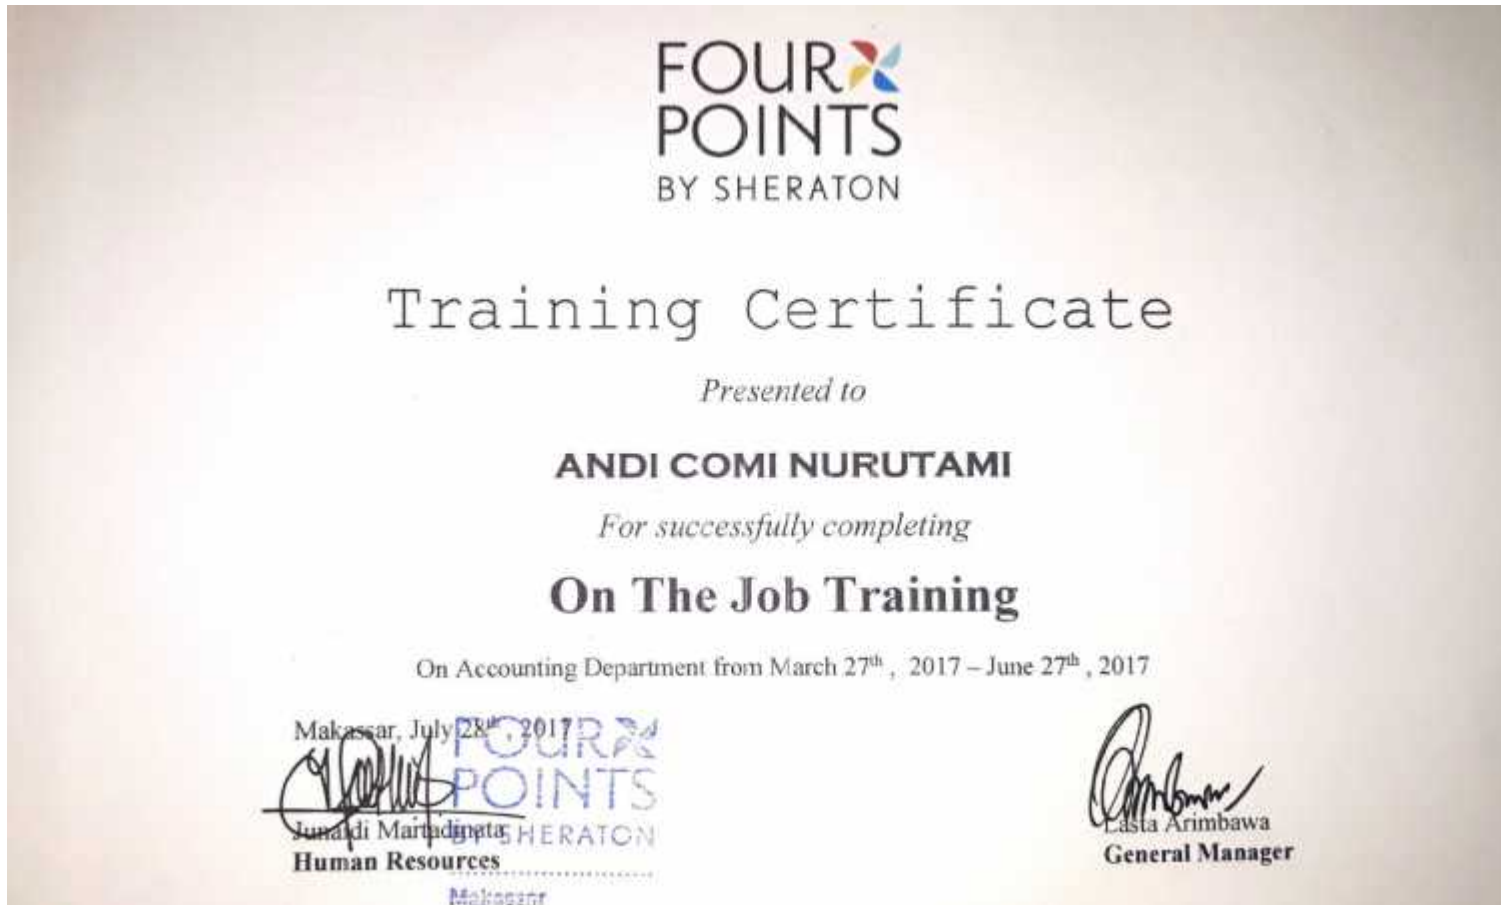 FOUR
POINTS
BY SHERATON
Training Certificate
Presented to
ANDI COMI NURUTAMI
For successfully completing
On The Job Training
On Accounting Department from March 27th , 2017 – June 27th , 2017
Makassar, July 28th , 2017
FOUR
POINTS
BY SHERATON
Junaidi Martadinata
Human Resources
Makassar
Lasta Arimbawa
General Manager